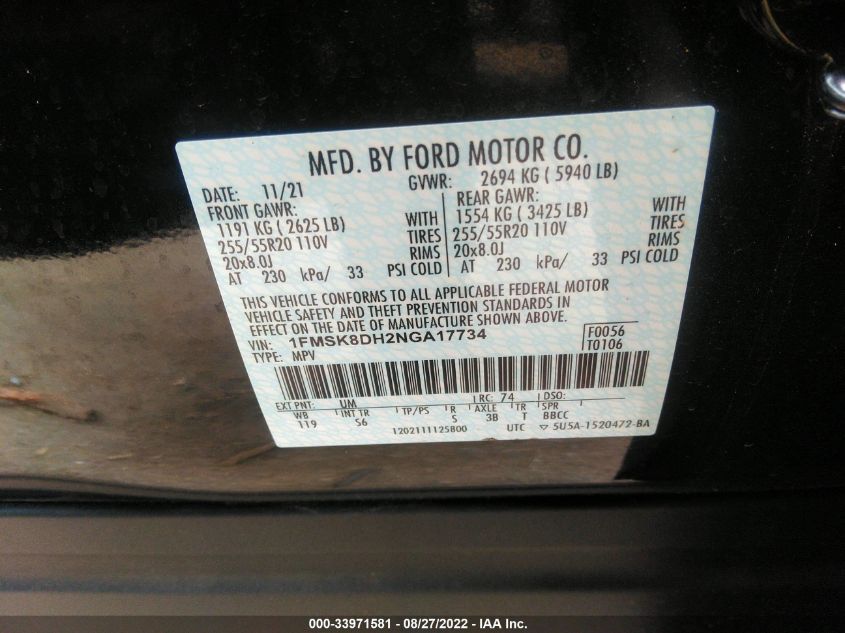 MFD. BY FORD MOTOR CO.
DATE: 11/21 GVWR: 2694 KG ( 5940 LB)
FRONT GAWR: REAR GAWR:
1191 KG ( 2625 LB) WITH 1554 KG ( 3425 LB) WITH
255/55R20 110V TIRES 255/55R20 110V TIRES
20x8.0J RIMS 20x8.0J RIMS
AT 230 kPa/ 33 PSI COLD AT 230 kPa/ 33 PSI COLD
THIS VEHICLE CONFORMS TO ALL APPLICABLE FEDERAL MOTOR
VEHICLE SAFETY AND THEFT PREVENTION STANDARDS IN
EFFECT ON THE DATE OF MANUFACTURE SHOWN ABOVE.
VIN: 1FMSK8DH2NGA17734 F0056
TYPE: MPV T0106
EXT PNT: UM RC: 74 DSO:
WB INT TR TP/PS R AXLE TR SPR
119 S6 S 3B T BBCC
1202111125B00 UTC ▽ 5U5A-1520472-BA
000-33971581 - 08/27/2022 - IAA Inc.